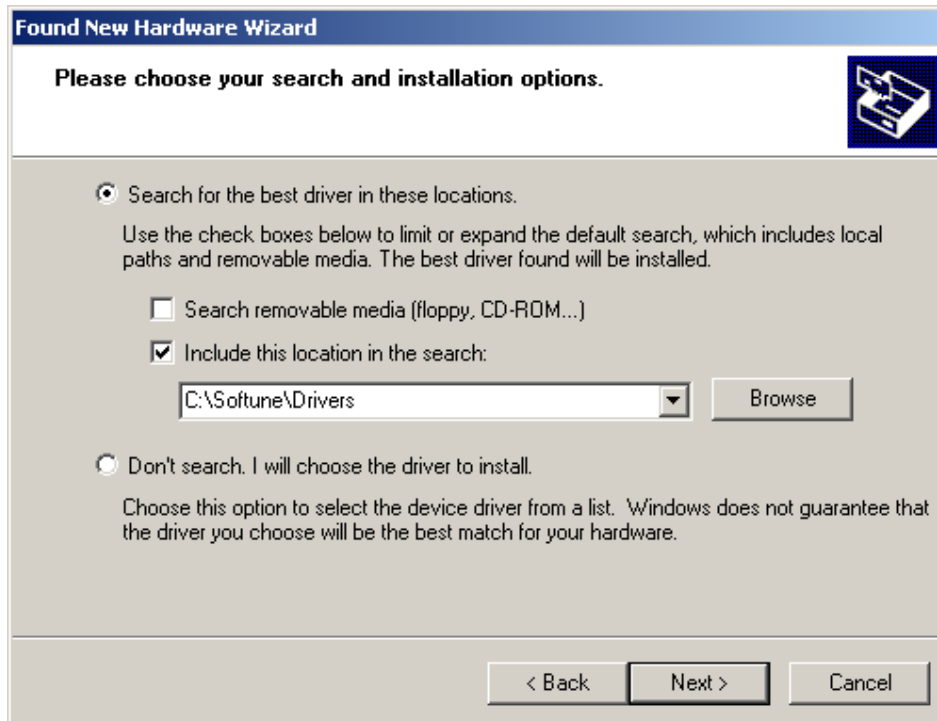 Found New Hardware Wizard
Please choose your search and installation options.
Search for the best driver in these locations.
Use the check boxes below to limit or expand the default search, which includes local
paths and removable media. The best driver found will be installed.
Search removable media (floppy, CD-ROM...)
Include this location in the search:
C:\Softune\Drivers
Browse
Don't search. I will choose the driver to install.
Choose this option to select the device driver from a list. Windows does not guarantee that
the driver you choose will be the best match for your hardware.
< Back
Next >
Cancel